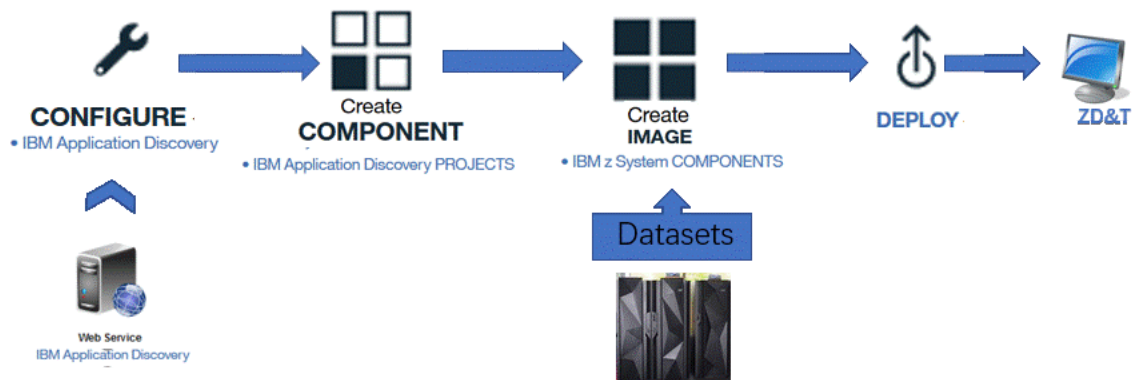 CONFIGURE
• IBM Application Discovery
Create
COMPONENT
• IBM Application Discovery PROJECTS
Create
IMAGE
• IBM z System COMPONENTS
DEPLOY
ZD&T
Datasets
Web Service
IBM Application Discovery